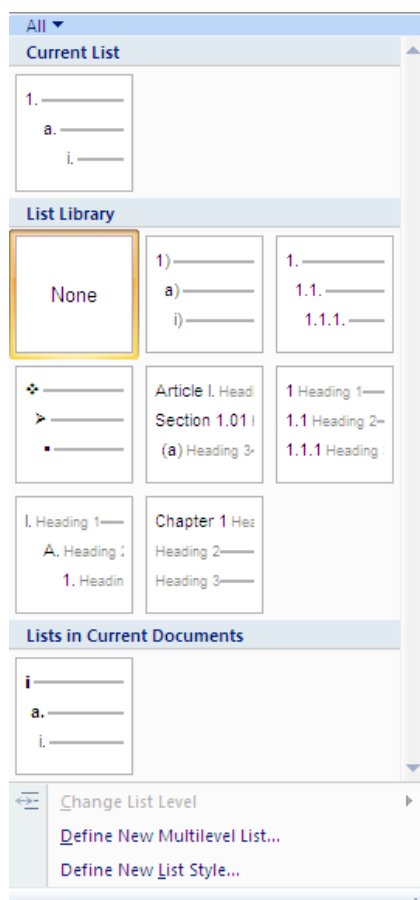 All
Current List
1.
a.
i.
List Library
None
1)
a)
i)
1.
1.1.
1.1.1.
Article I. Headi
Section 1.01
(a) Heading 3
1 Heading 1
1.1 Heading 2
1.1.1 Heading
I. Heading 1
A. Heading
1. Headin
Chapter 1 Hea
Heading 2
Heading 3
Lists in Current Documents
i
a.
i.
Change List Level
Define New Multilevel List...
Define New List Style...